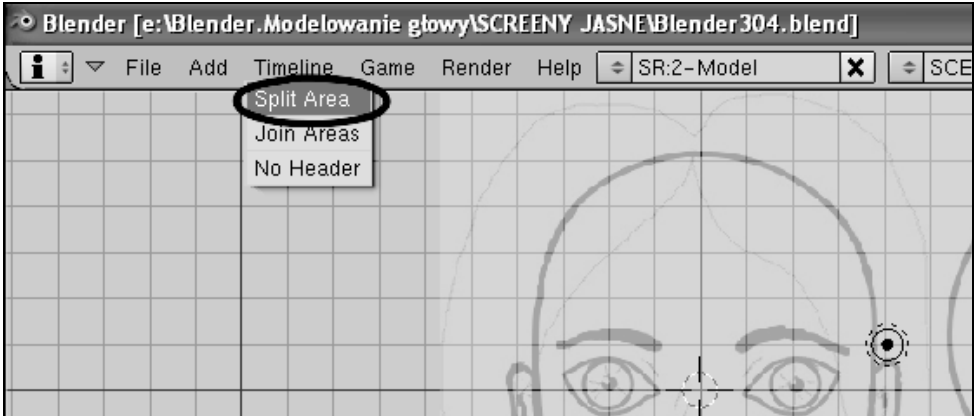 Blender [e:\Blender.Modelowanie głowy\SCREENY JASNE\Blender304.blend]
File Add Timeline Game Render Help SR:2-Model SCE
Split Area
Join Areas
No Header